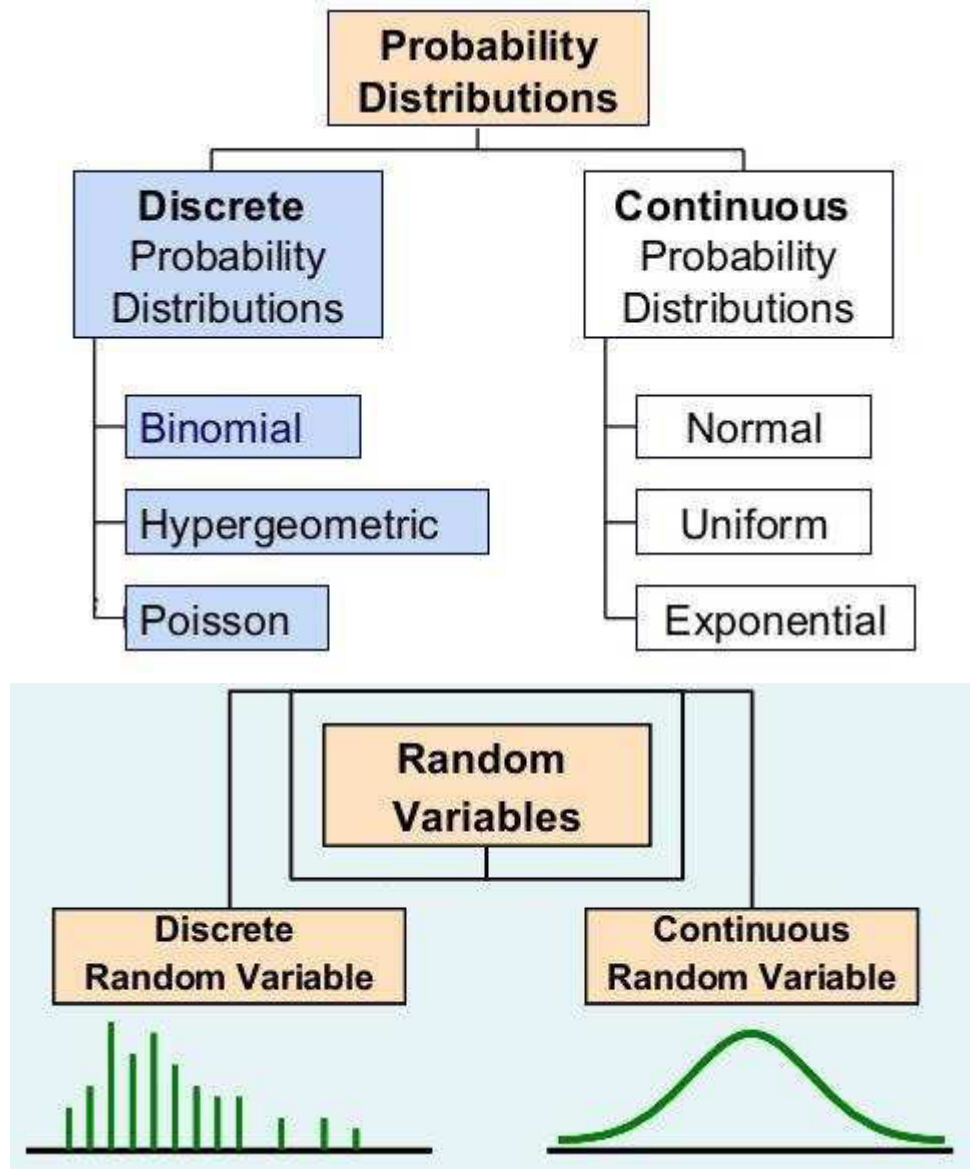 Probability
Distributions
Discrete
Probability
Distributions
Continuous
Probability
Distributions
Binomial
Hypergeometric
Poisson
Normal
Uniform
Exponential
Random
Variables
Discrete
Random Variable
Continuous
Random Variable